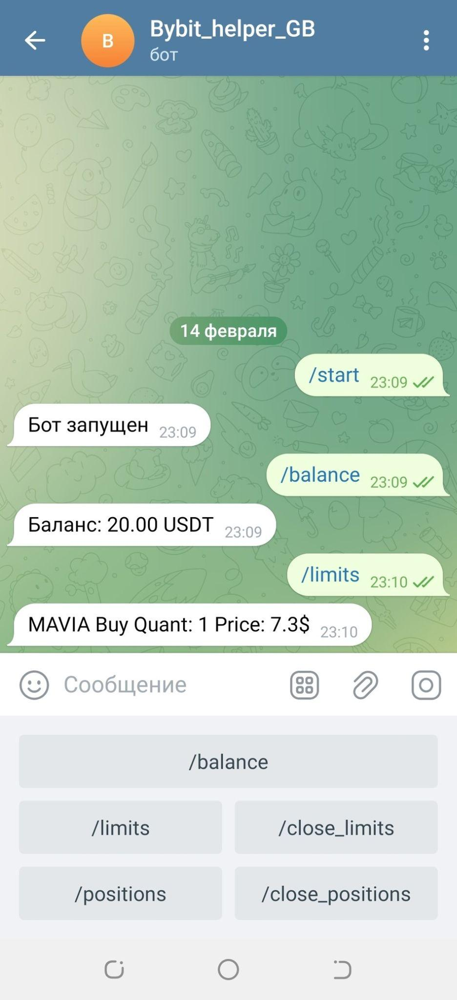 B
Bybit_helper_GB
бот
14 февраля
/start 23:09
Бот запущен 23:09
/balance 23:09
Баланс: 20.00 USDT 23:09
/limits 23:10
MAVIA Buy Quant: 1 Price: 7.3$ 23:10
Сообщение
/balance
/limits /close_limits
/positions /close_positions